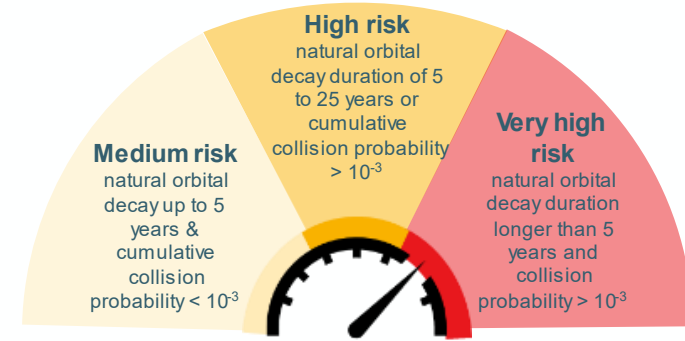 High risk
natural orbital
decay duration of 5
to 25 years or
cumulative
collision probability
> 10⁻³
Medium risk
natural orbital
decay up to 5
years &
cumulative
collision
probability < 10⁻³
Very high
risk
natural orbital
decay duration
longer than 5
years and
collision
probability > 10⁻³